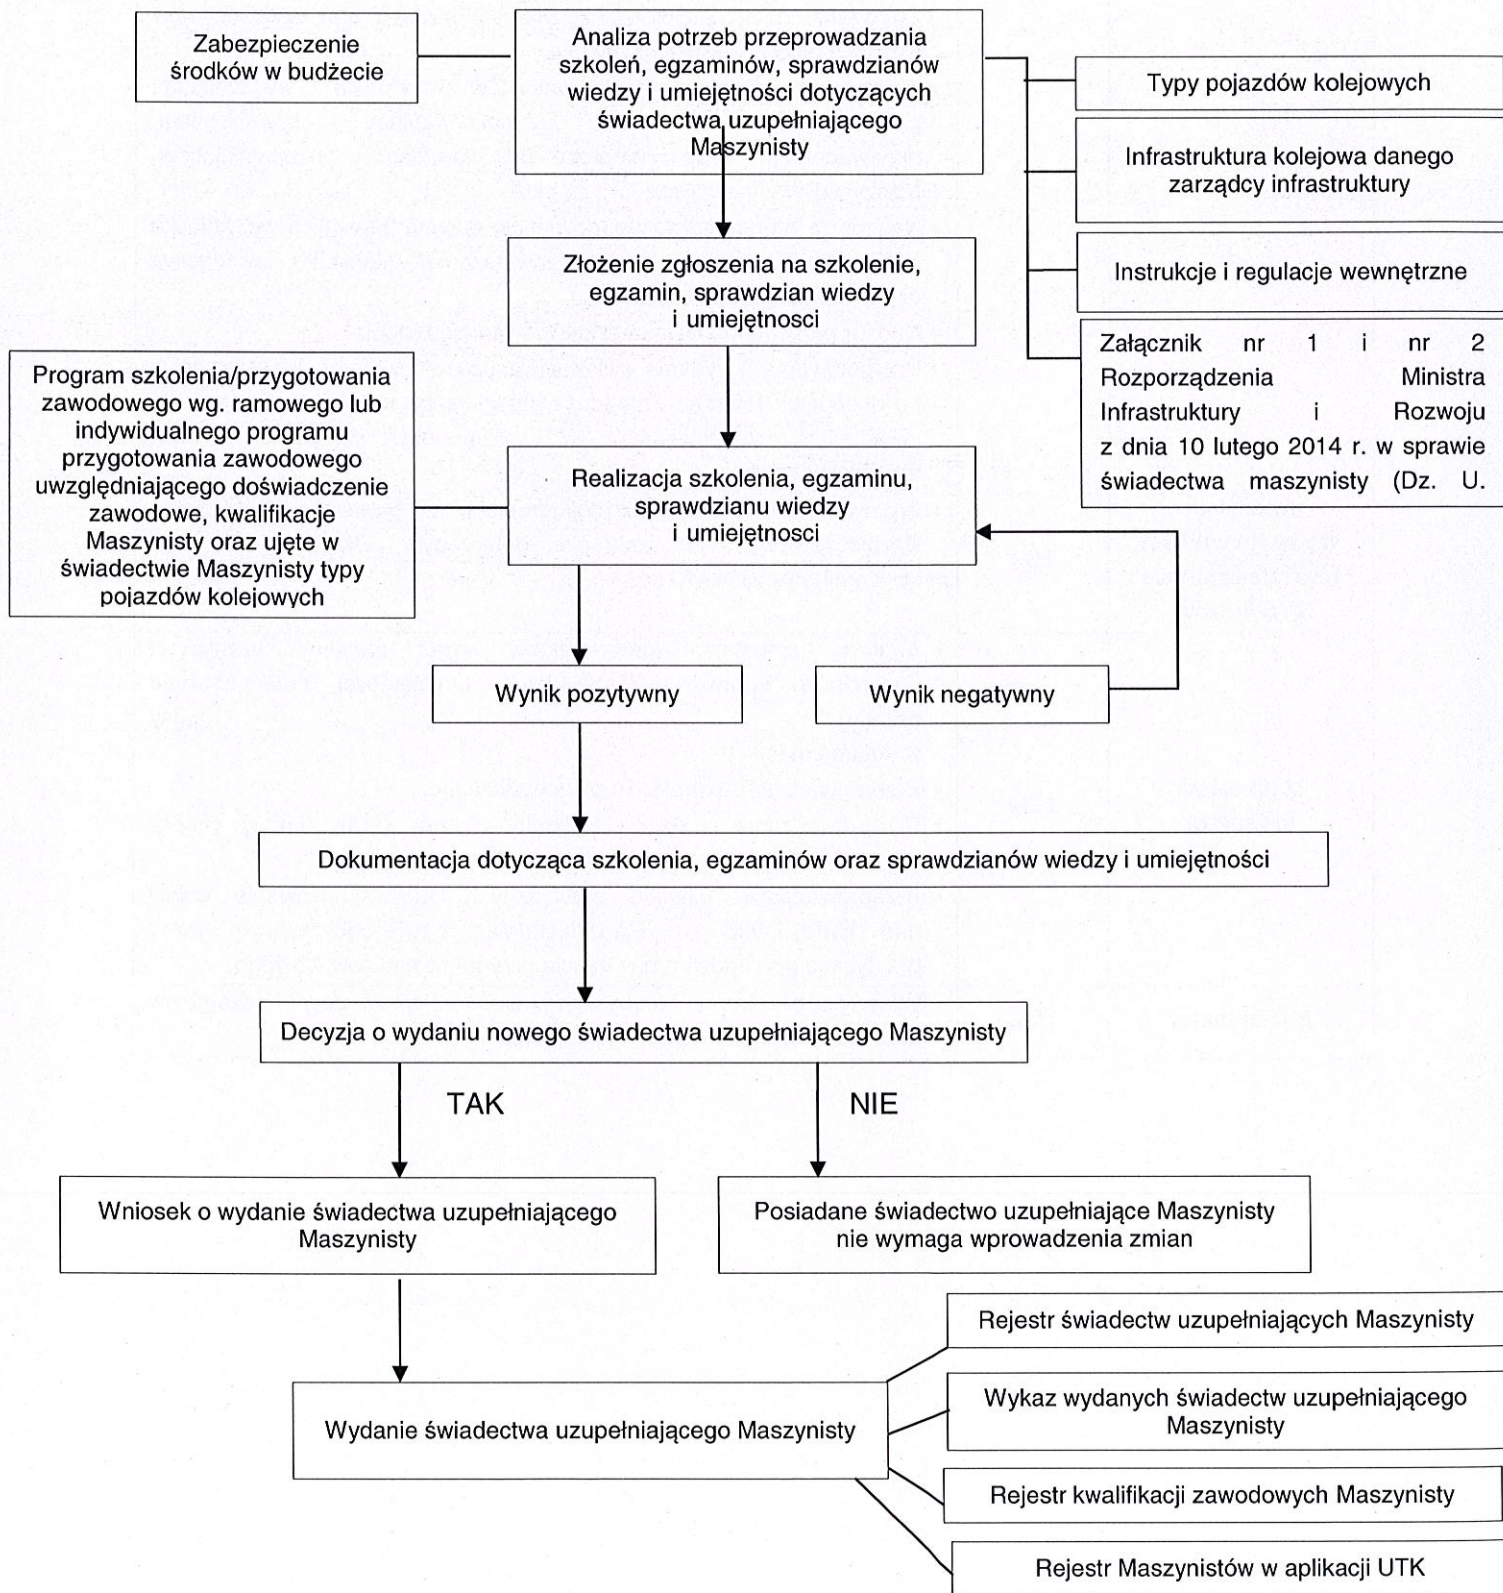 Zabezpieczenie
środków w budżecie
Analiza potrzeb przeprowadzania
szkoleń, egzaminów, sprawdzianów
wiedzy i umiejętności dotyczących
świadectwa uzupełniającego
Maszynisty
Typy pojazdów kolejowych
Infrastruktura kolejowa danego
zarządcy infrastruktury
Instrukcje i regulacje wewnętrzne
Załącznik nr 1 i nr 2
Rozporządzenia Ministra
Infrastruktury i Rozwoju
z dnia 10 lutego 2014 r. w sprawie
świadectwa maszynisty (Dz. U.
Złożenie zgłoszenia na szkolenie,
egzamin, sprawdzian wiedzy
i umiejętnosci
Program szkolenia/przygotowania
zawodowego wg. ramowego lub
indywidualnego programu
przygotowania zawodowego
uwzględniającego doświadczenie
zawodowe, kwalifikacje
Maszynisty oraz ujęte w
świadectwie Maszynisty typy
pojazdów kolejowych
Realizacja szkolenia, egzaminu,
sprawdzianu wiedzy
i umiejętnosci
Wynik pozytywny
Wynik negatywny
Dokumentacja dotycząca szkolenia, egzaminów oraz sprawdzianów wiedzy i umiejętności
Decyzja o wydaniu nowego świadectwa uzupełniającego Maszynisty
TAK
NIE
Wniosek o wydanie świadectwa uzupełniającego
Maszynisty
Posiadane świadectwo uzupełniające Maszynisty
nie wymaga wprowadzenia zmian
Wydanie świadectwa uzupełniającego Maszynisty
Rejestr świadectw uzupełniających Maszynisty
Wykaz wydanych świadectw uzupełniającego
Maszynisty
Rejestr kwalifikacji zawodowych Maszynisty
Rejestr Maszynistów w aplikacji UTK